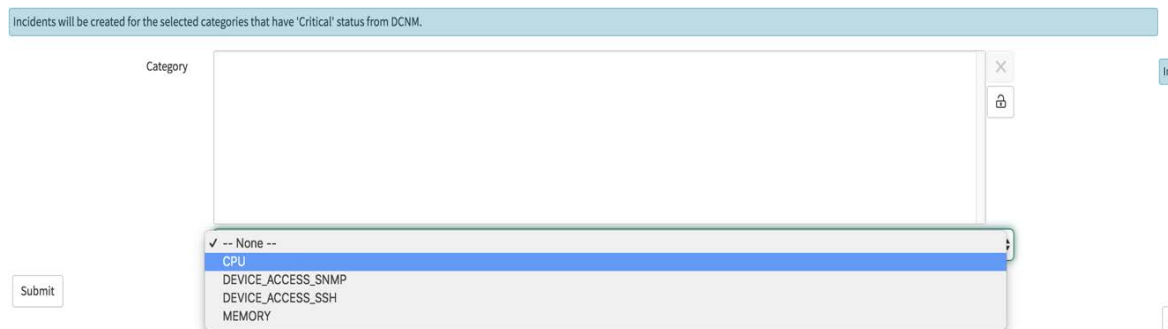 Incidents will be created for the selected categories that have 'Critical' status from DCNM.
Category
-- None --
CPU
DEVICE_ACCESS_SNMP
DEVICE_ACCESS_SSH
MEMORY
Submit